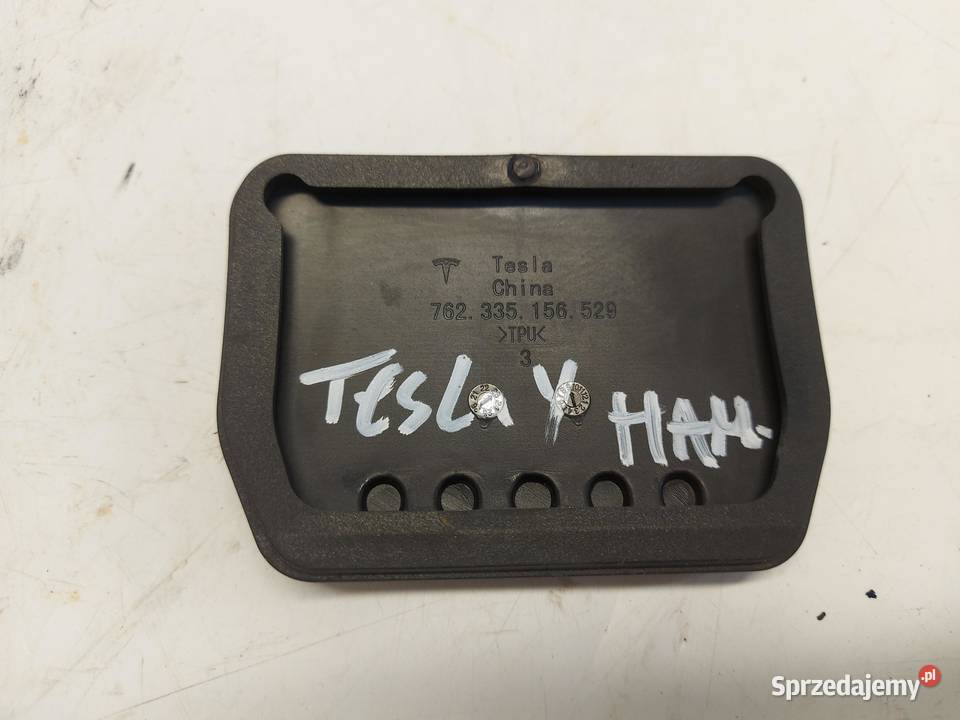 Tesla
China
762.335.156.529
>TPU<
3
TESLA Y HAM.
Sprzedajemy.pl